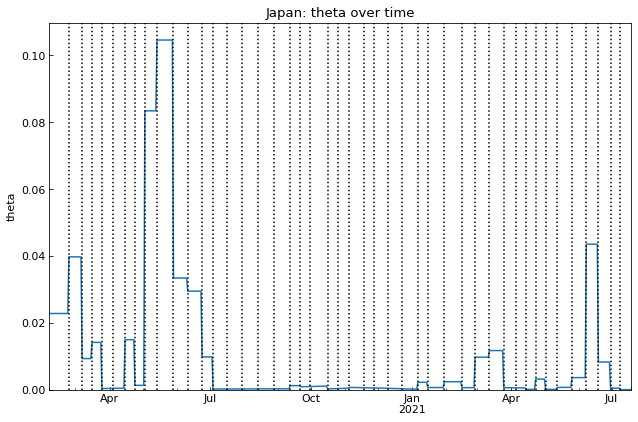 Japan: theta over time
theta
0.10
0.08
0.06
0.04
0.02
0.00
Apr
Jul
Oct
Jan
2021
Apr
Jul